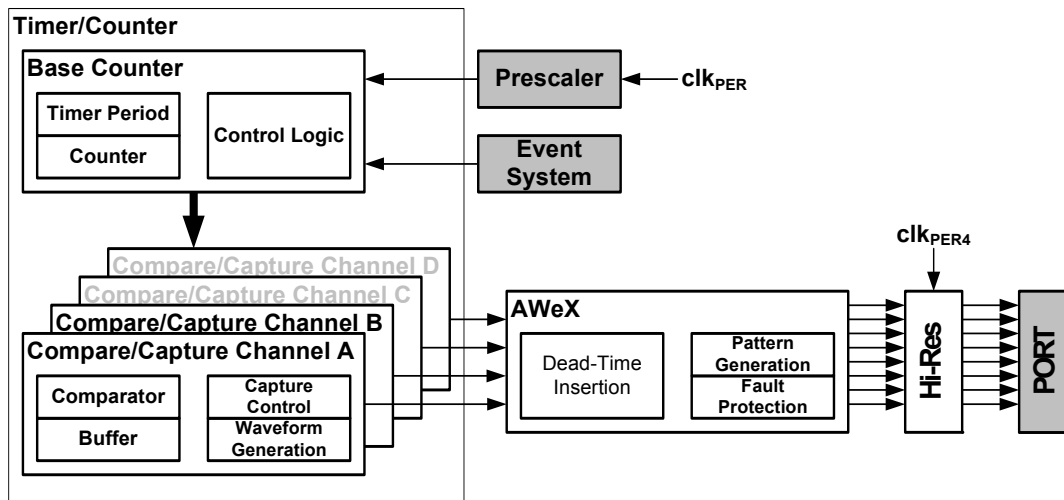 Timer/Counter
Base Counter
Timer Period
Counter
Control Logic
Prescaler
clkPER
Event
System
Compare/Capture Channel D
Compare/Capture Channel C
Compare/Capture Channel B
Compare/Capture Channel A
Comparator
Buffer
Capture
Control
Waveform
Generation
AWeX
Dead-Time
Insertion
Pattern
Generation
Fault
Protection
clkPER4
Hi-Res
PORT